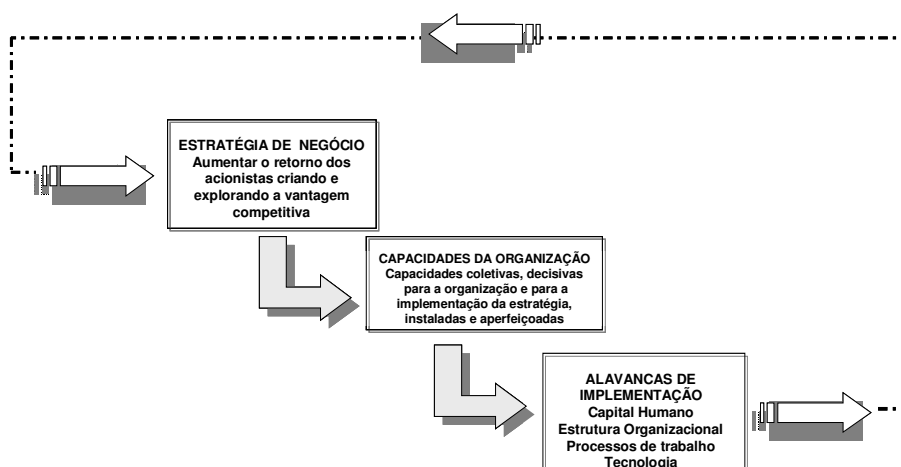 ESTRATÉGIA DE NEGÓCIO
Aumentar o retorno dos
acionistas criando e
explorando a vantagem
competitiva
CAPACIDADES DA ORGANIZAÇÃO
Capacidades coletivas, decisivas
para a organização e para a
implementação da estratégia,
instaladas e aperfeiçoadas
ALAVANCAS DE
IMPLEMENTAÇÃO
Capital Humano
Estrutura Organizacional
Processos de trabalho
Tecnologia